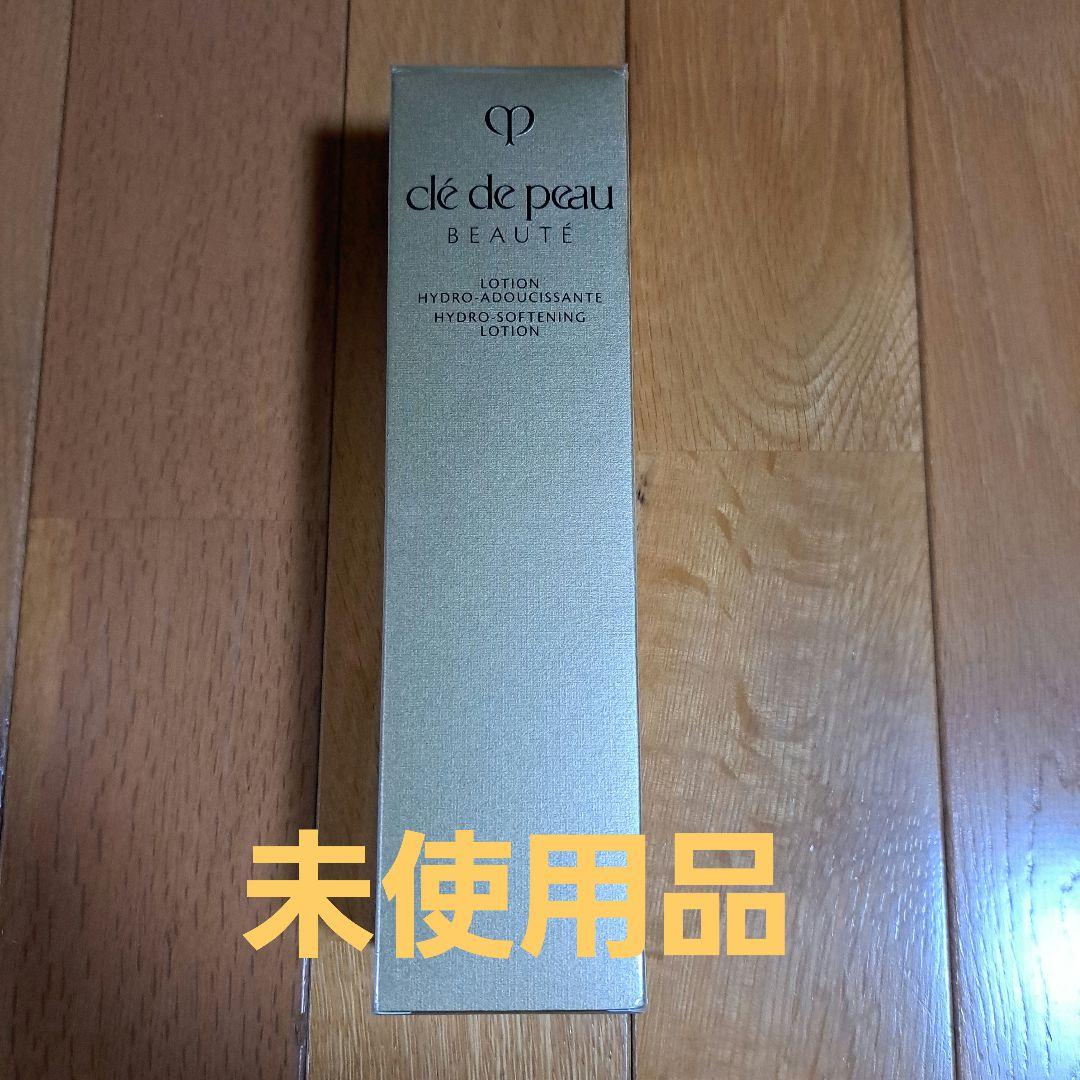 clé de peau
BEAUTÉ
LOTION
HYDRO-ADOUCISSANTE
HYDRO-SOFTENING
LOTION
未使用品